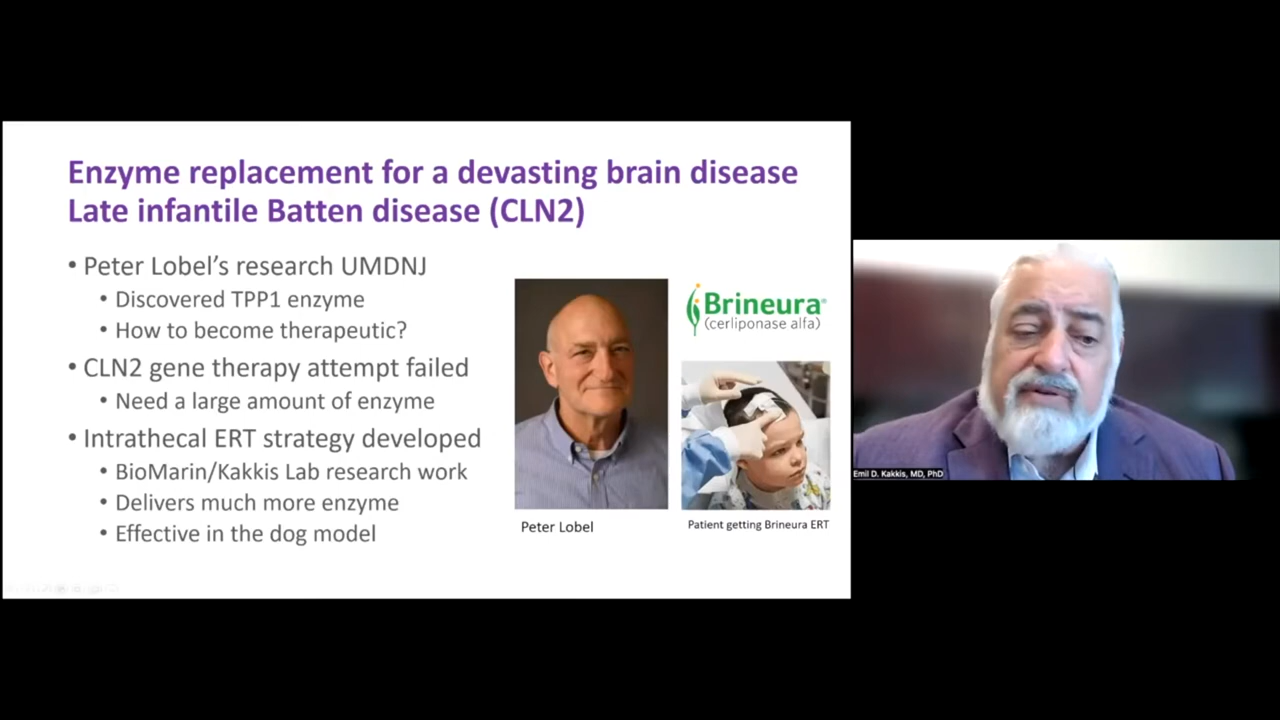 Enzyme replacement for a devasting brain disease
Late infantile Batten disease (CLN2)
• Peter Lobel’s research UMDNJ
• Discovered TPP1 enzyme
• How to become therapeutic?
• CLN2 gene therapy attempt failed
• Need a large amount of enzyme
• Intrathecal ERT strategy developed
• BioMarin/Kakkis Lab research work
• Delivers much more enzyme
• Effective in the dog model
Brineura®
(cerliponase alfa)
Peter Lobel
Patient getting Brineura ERT
Emil D. Kakkis, MD, PhD